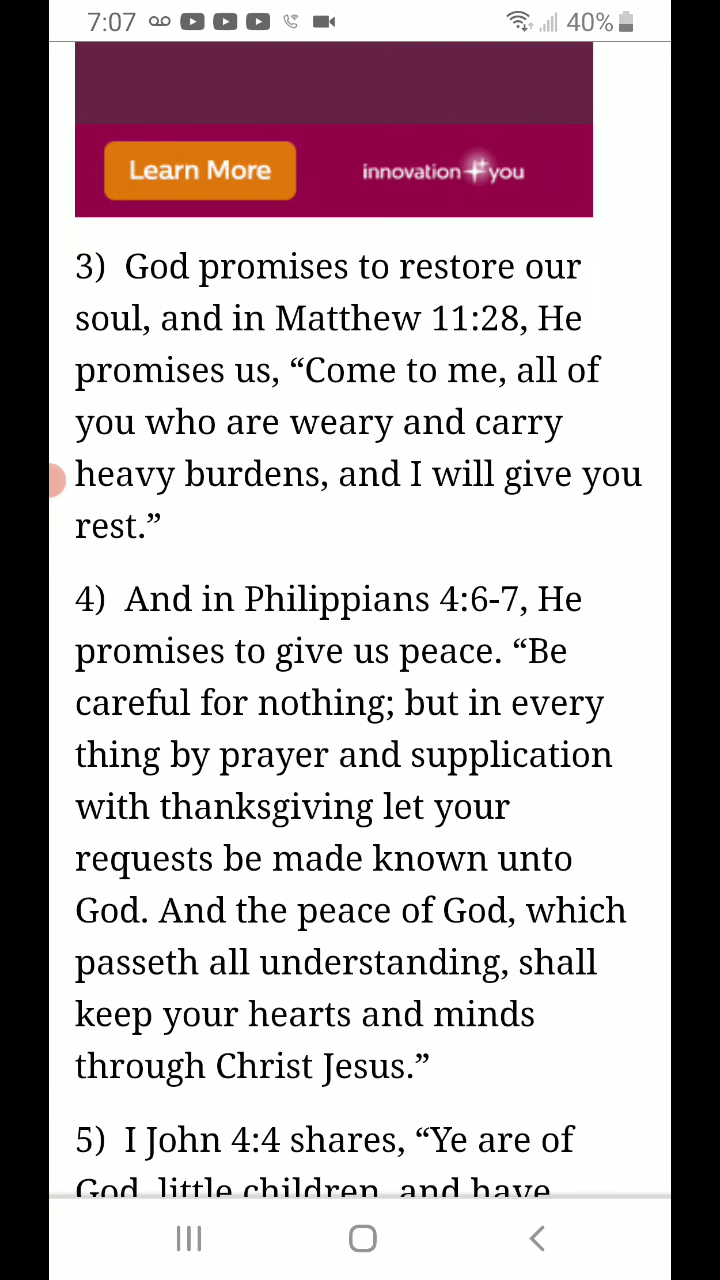 7:07 40%
Learn More innovation+you
3) God promises to restore our
soul, and in Matthew 11:28, He
promises us, “Come to me, all of
you who are weary and carry
heavy burdens, and I will give you
rest.”
4) And in Philippians 4:6-7, He
promises to give us peace. “Be
careful for nothing; but in every
thing by prayer and supplication
with thanksgiving let your
requests be made known unto
God. And the peace of God, which
passeth all understanding, shall
keep your hearts and minds
through Christ Jesus.”
5) I John 4:4 shares, “Ye are of
God, little children, and have